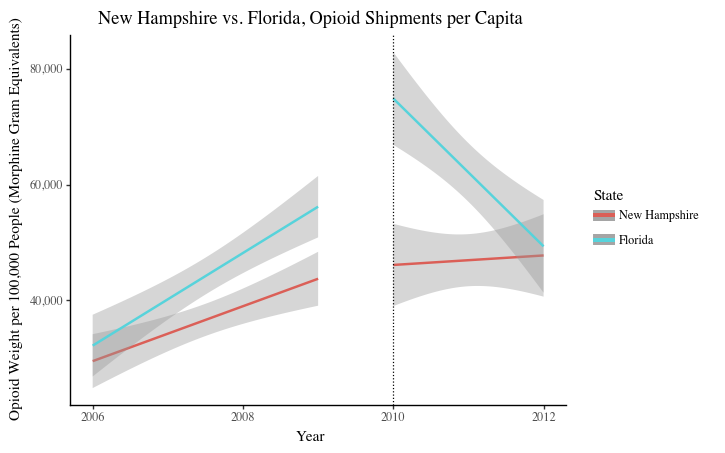 New Hampshire vs. Florida, Opioid Shipments per Capita
Opioid Weight per 100,000 People (Morphine Gram Equivalents)
80,000
60,000
40,000
2006
2008
2010
2012
Year
State
New Hampshire
Florida